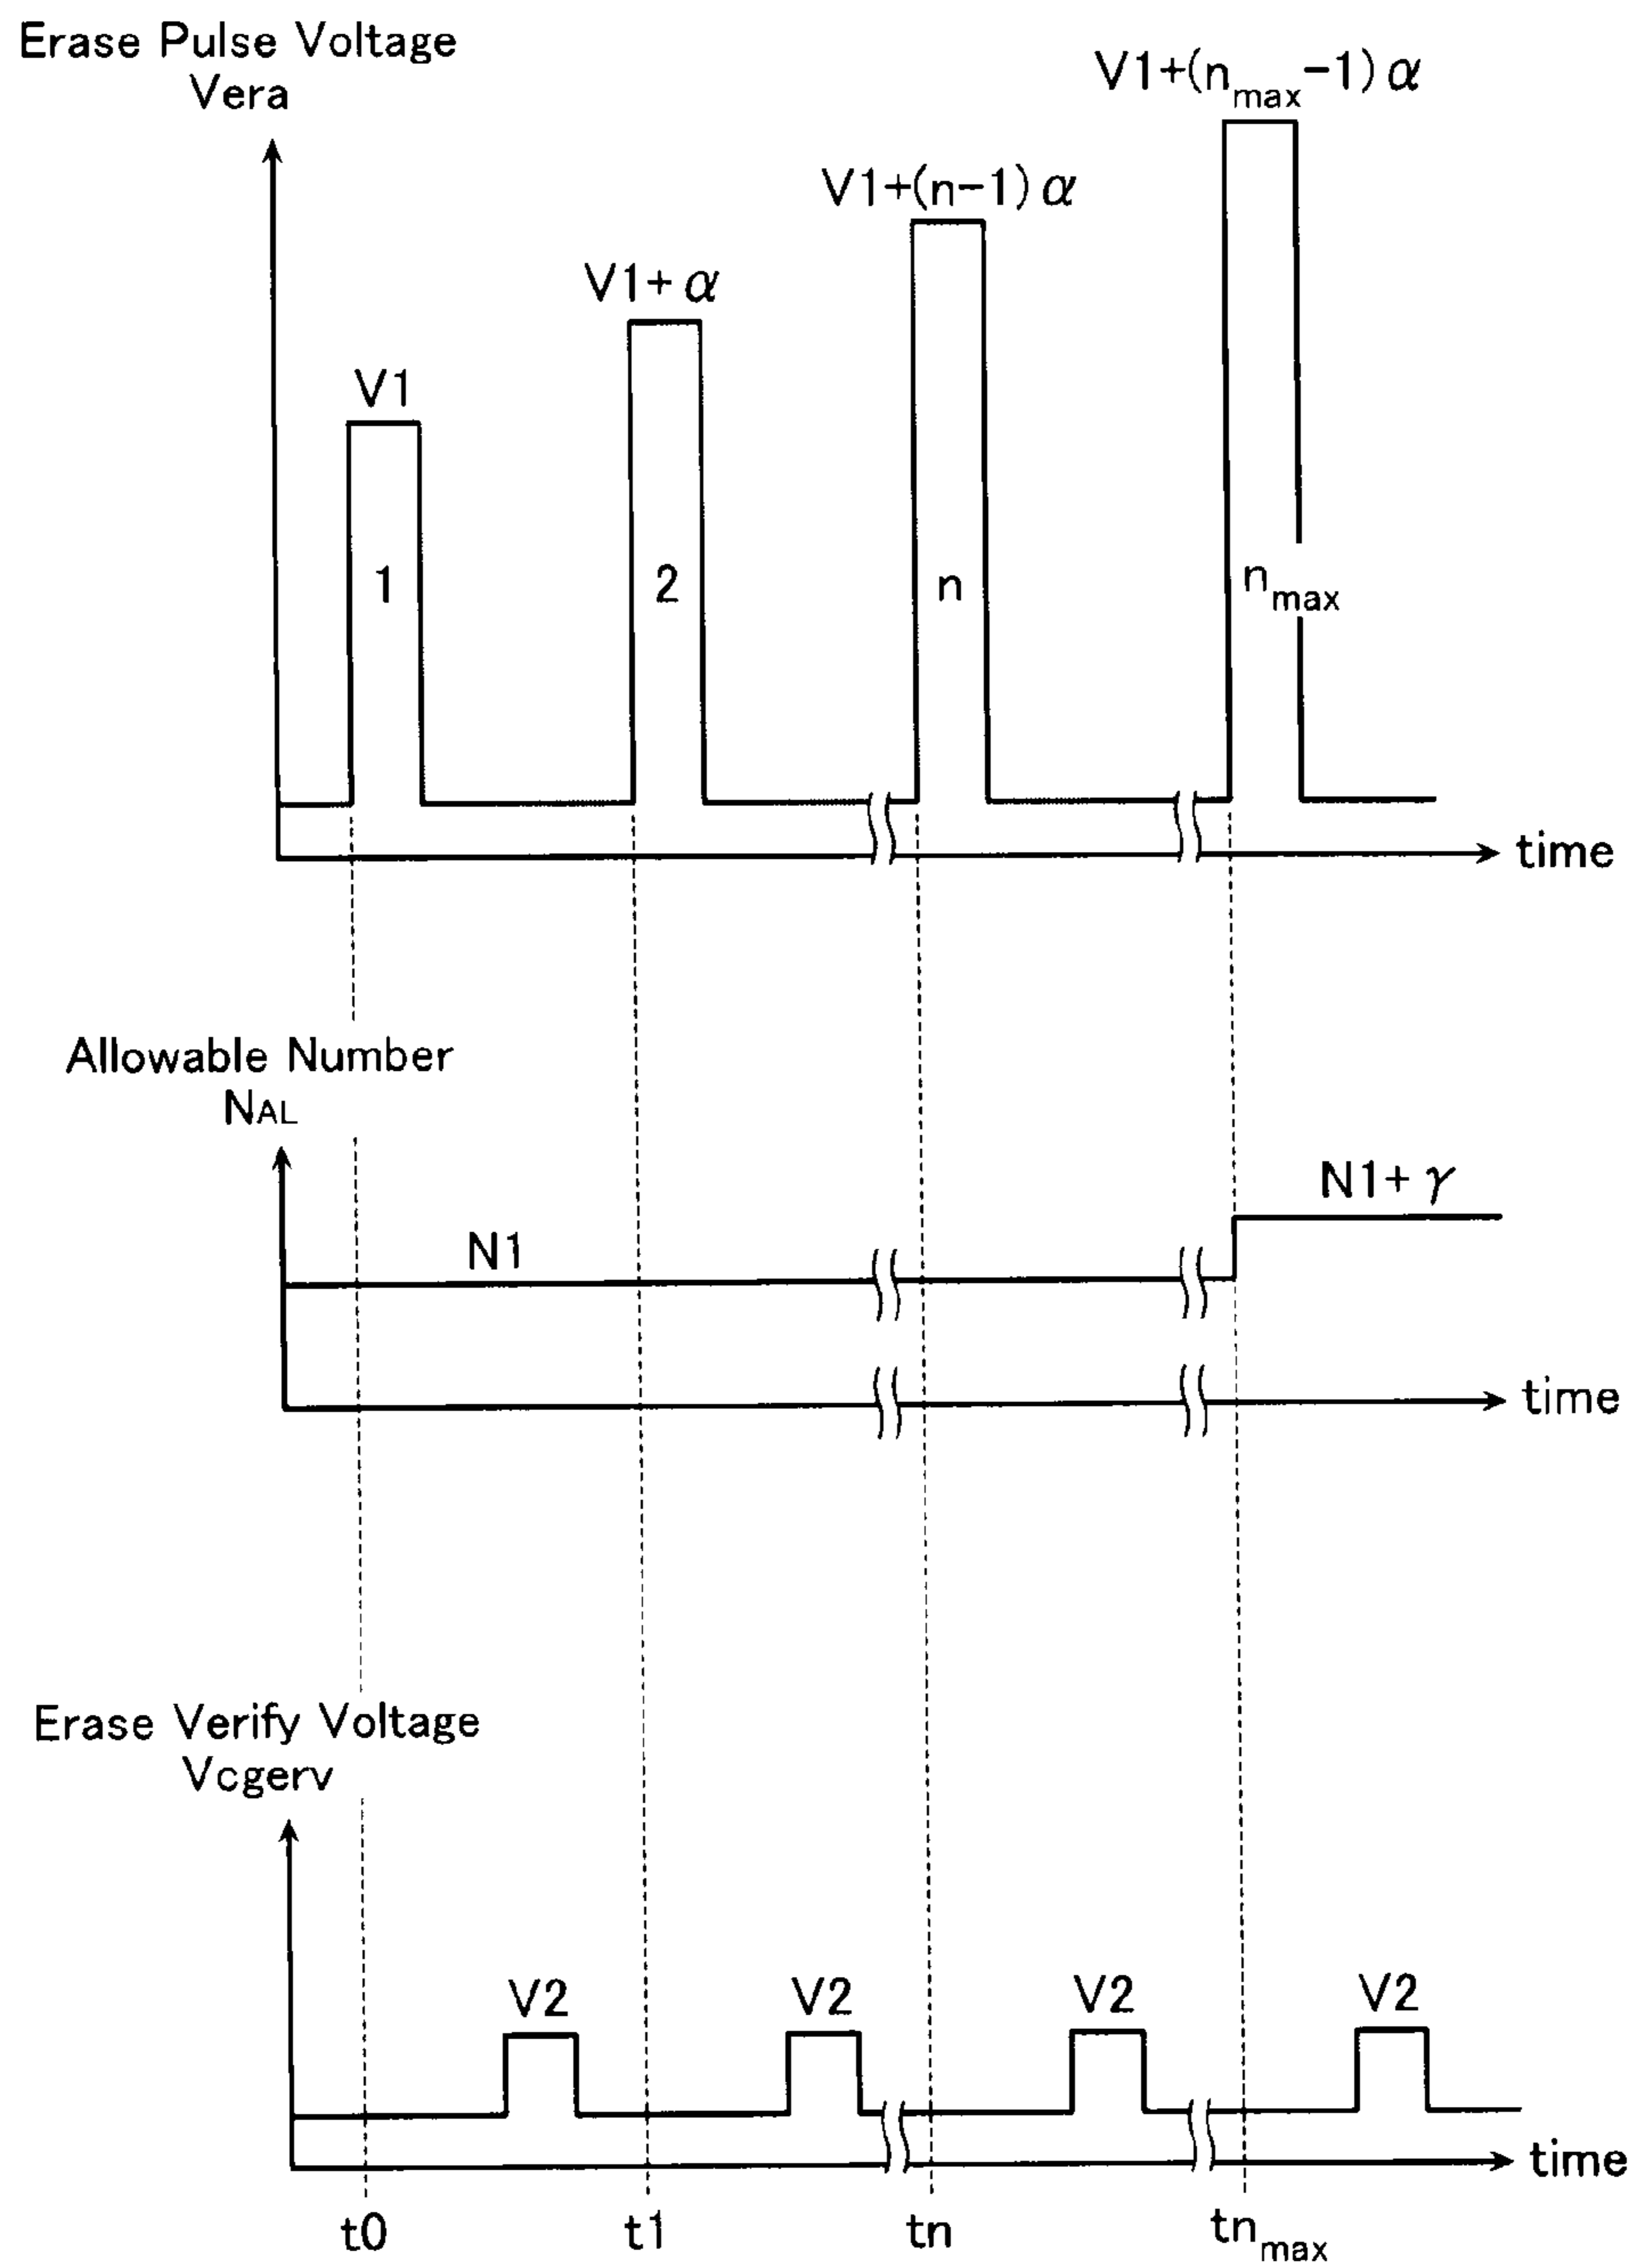 Erase Pulse Voltage
Vera
V1
V1+α
V1+(n-1)α
V1+(nmax-1)α
1
2
n
nmax
time
Allowable Number
NAL
N1
N1+γ
time
Erase Verify Voltage
Vcgerv
V2
V2
V2
V2
time
t0
t1
tn
tnmax